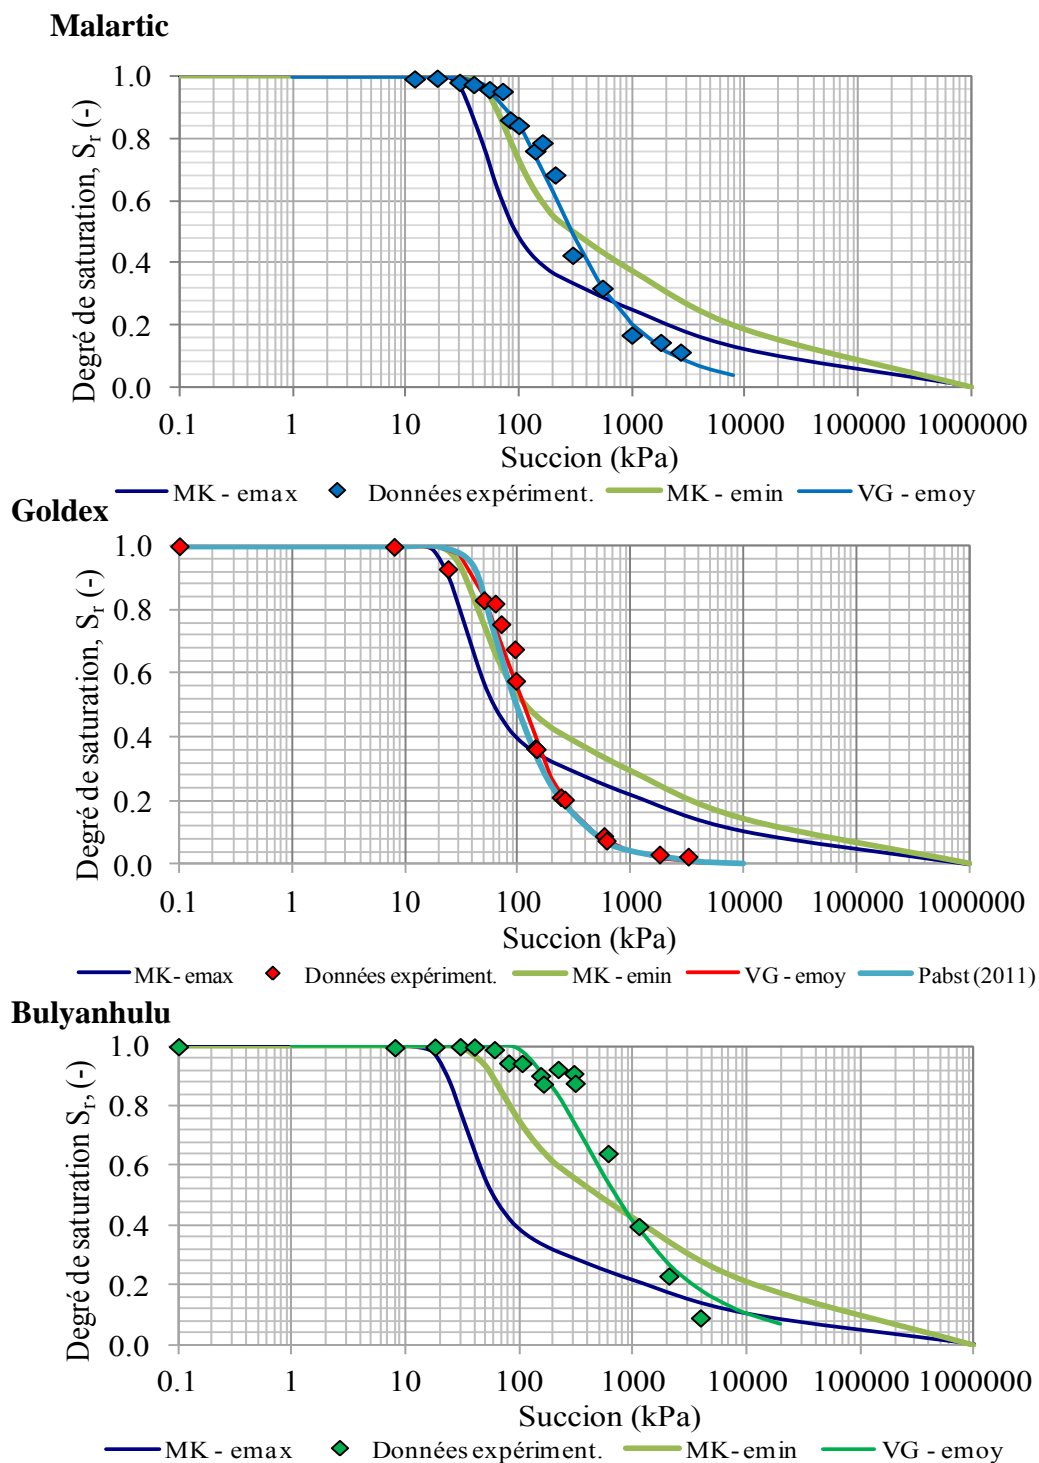 Malartic
1.0
0.8
0.6
0.4
0.2
0.0
Degré de saturation, Sr (-)
0.1 1 10 100 1000 10000 100000 1000000
Succion (kPa)
MK - emax Données expériment. MK - emin VG - emoy
Goldex
1.0
0.8
0.6
0.4
0.2
0.0
Degré de saturation, Sr (-)
0.1 1 10 100 1000 10000 100000 1000000
Succion (kPa)
MK- emax Données expériment. MK - emin VG - emoy Pabst (2011)
Bulyanhulu
1.0
0.8
0.6
0.4
0.2
0.0
Degré de saturation Sr, (-)
0.1 1 10 100 1000 10000 100000 1000000
Succion (kPa)
MK - emax Données expériment. MK- emin VG - emoy